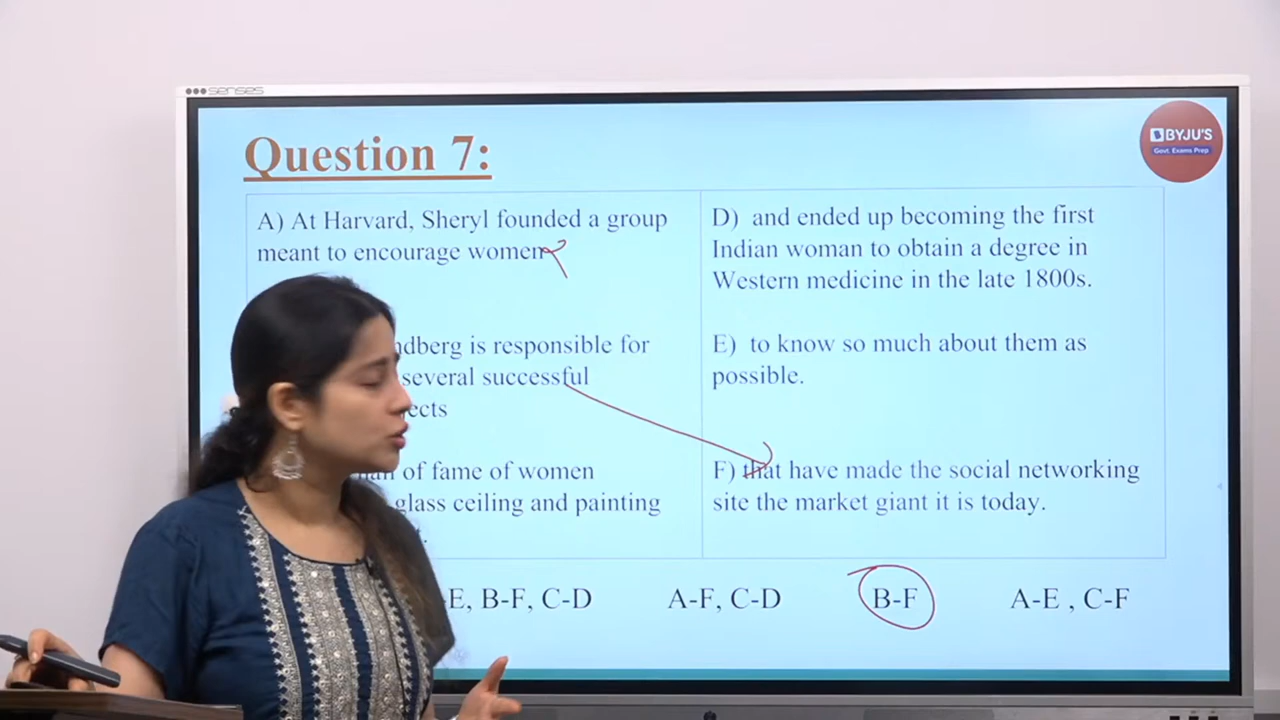 senses
BYJU'S
Govt. Exams Prep
Question 7:
A) At Harvard, Sheryl founded a group
meant to encourage women
ndberg is responsible for
several successful
ects
of fame of women
glass ceiling and painting
t.
D) and ended up becoming the first
Indian woman to obtain a degree in
Western medicine in the late 1800s.
E) to know so much about them as
possible.
F) that have made the social networking
site the market giant it is today.
-E, B-F, C-D
A-F, C-D
B-F
A-E , C-F